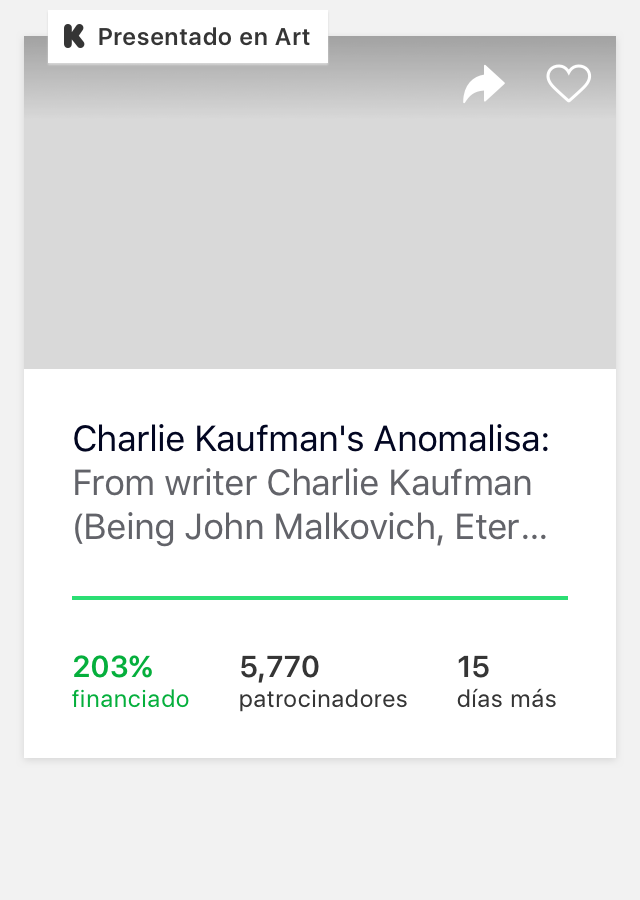 Presentado en Art
Charlie Kaufman's Anomalisa:
From writer Charlie Kaufman
(Being John Malkovich, Eter...
203%
financiado
5,770
patrocinadores
15
días más